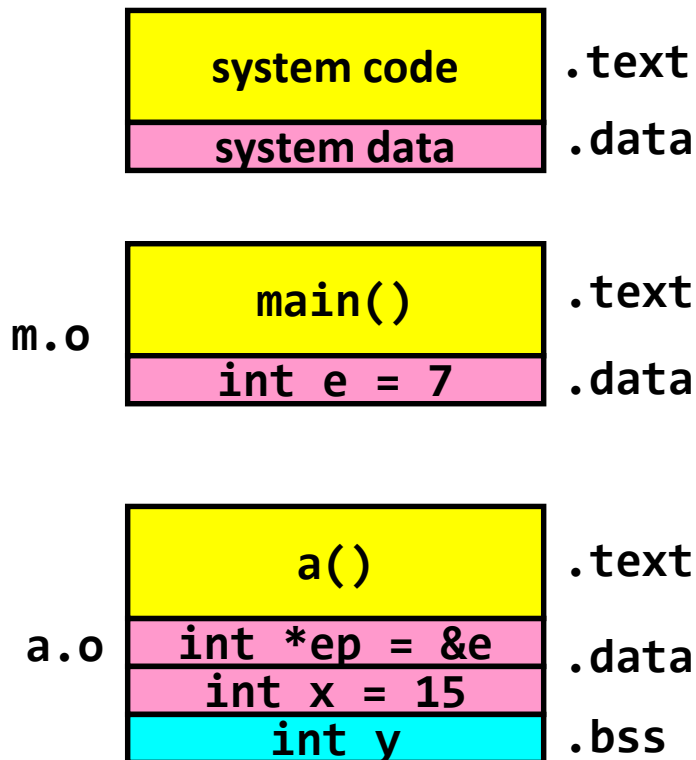 system code .text
system data .data
main() .text
m.o
int e = 7 .data
a() .text
a.o
int *ep = &e .data
int x = 15
int y .bss